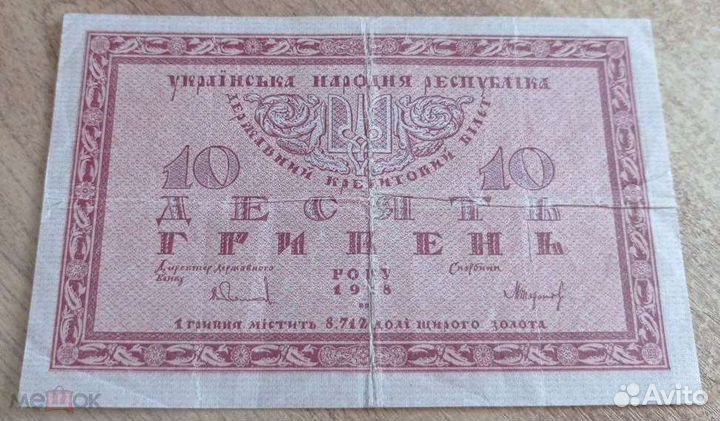 УКРАЇНСЬКА НАРОДНЯ РЕСПУБЛІКА
ДЕРЖАВНИЙ КРЕДИТОВИЙ БІЛЕТ
10 10
ДЕСЯТЬ
ГРИВЕНЬ
Директор Державного
Банку
РОКУ
1918
Скарбник
1 ГРИВНЯ МІСТИТЬ 8,712 ДОЛІ ЩИРОГО ЗОЛОТА
мешок
Avito